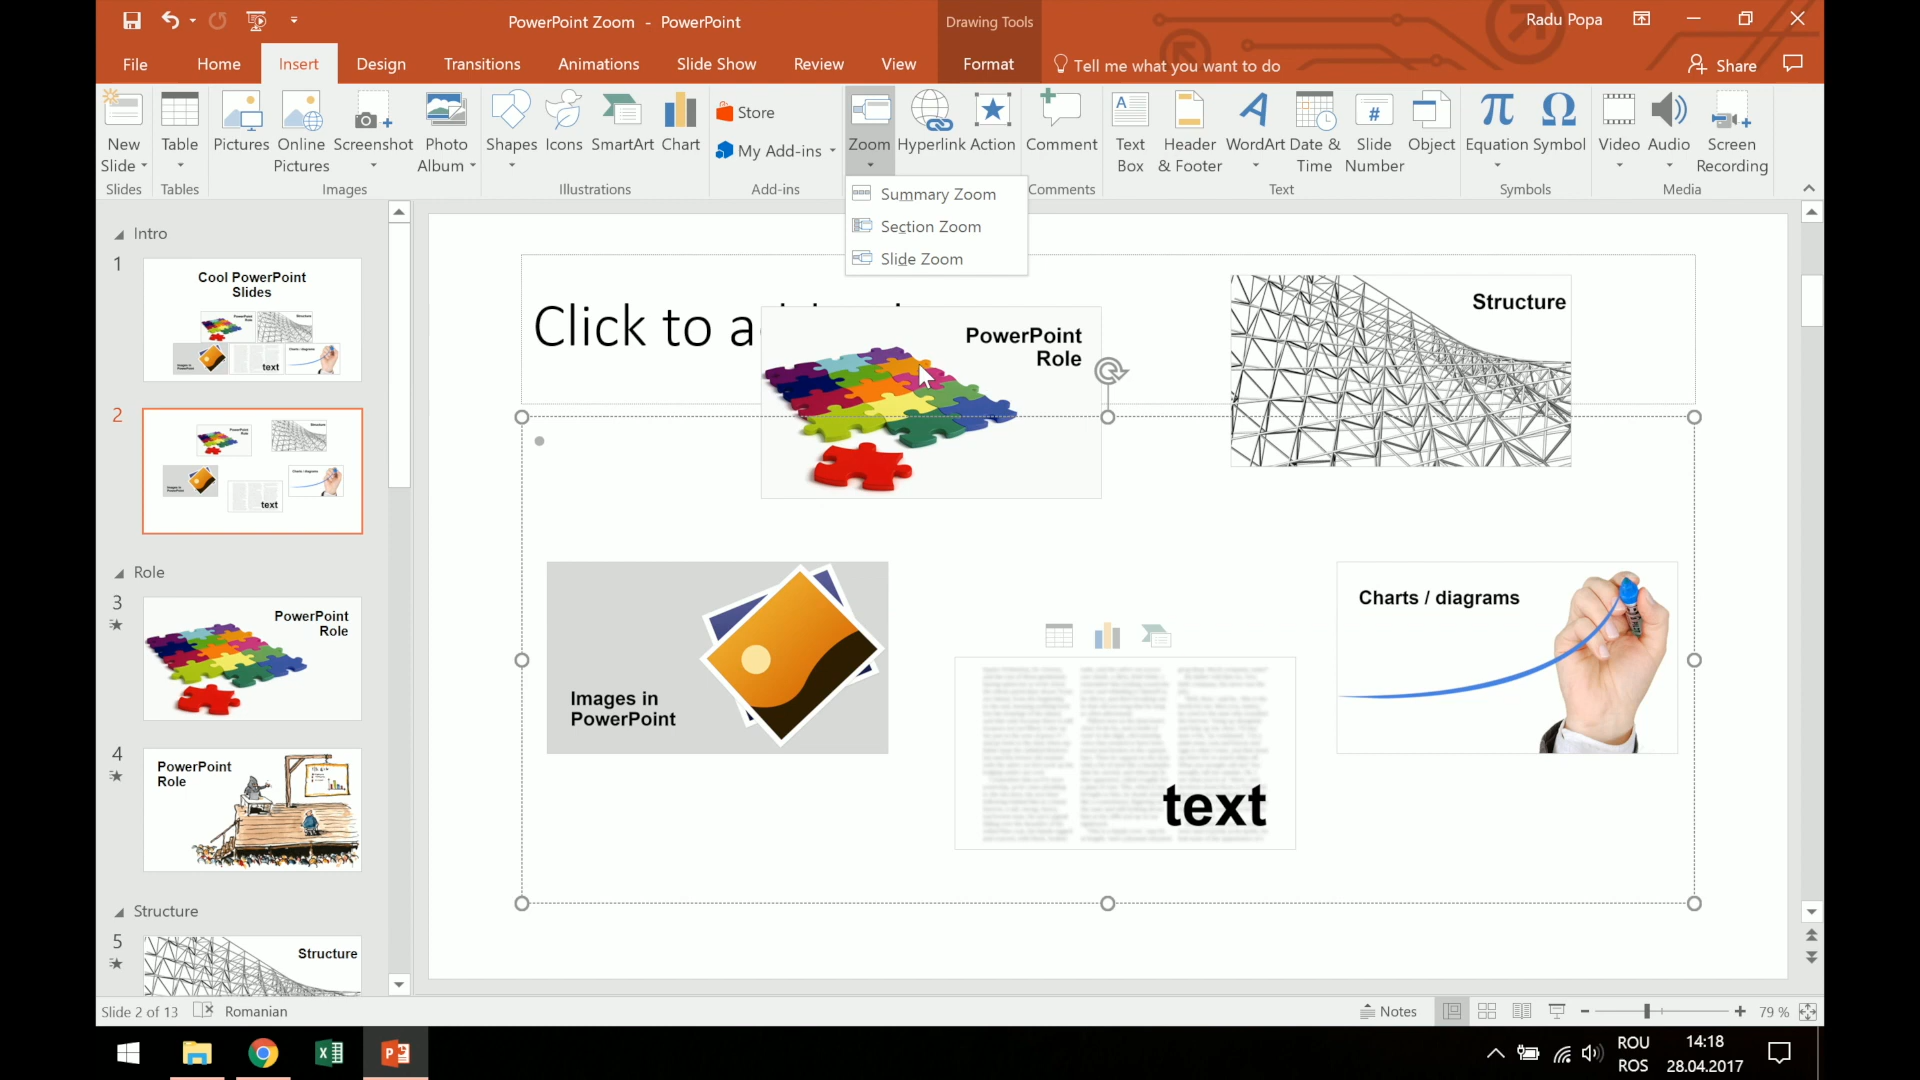 PowerPoint Zoom - PowerPoint
Drawing Tools
Radu Popa
File
Home
Insert
Design
Transitions
Animations
Slide Show
Review
View
Format
Tell me what you want to do
Share
New
Slide
Table
Pictures
Online
Pictures
Screenshot
Photo
Album
Shapes
Icons
SmartArt
Chart
Store
My Add-ins
Zoom
Hyperlink
Action
Comment
Text
Box
Header
& Footer
WordArt
Date &
Time
Slide
Number
Object
Equation
Symbol
Video
Audio
Screen
Recording
Slides
Tables
Images
Illustrations
Add-ins
Comments
Text
Symbols
Media
Summary Zoom
Section Zoom
Slide Zoom
Intro
1
Cool PowerPoint
Slides
text
2
text
Role
3
PowerPoint
Role
4
PowerPoint
Role
Structure
5
Structure
Click to a
PowerPoint
Role
Structure
Images in
PowerPoint
text
Charts / diagrams
Slide 2 of 13
Romanian
Notes
79 %
ROU
ROS
14:18
28.04.2017